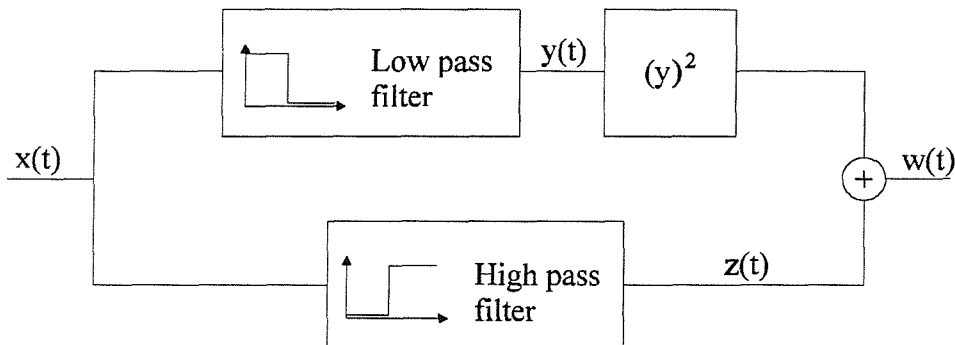 Low pass
filter
y(t)
(y)²
x(t)
+
w(t)
High pass
filter
z(t)